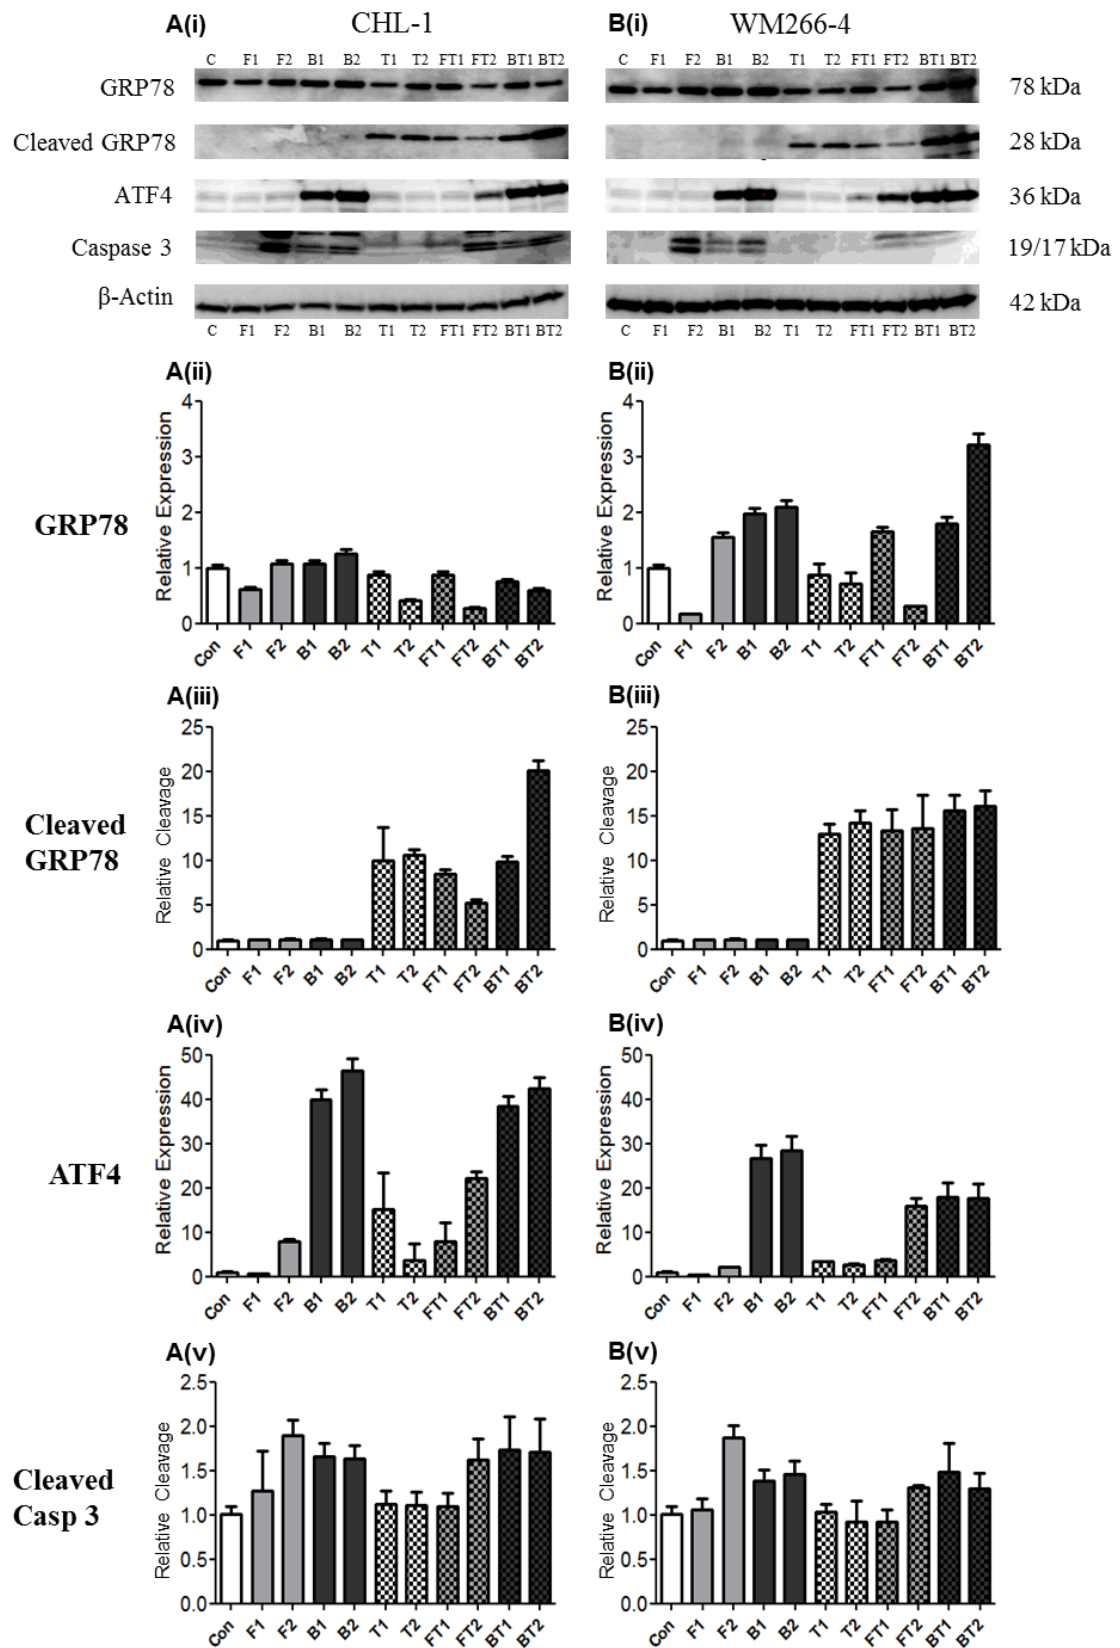 A(i) CHL-1 B(i) WM266-4
C F1 F2 B1 B2 T1 T2 FT1 FT2 BT1 BT2 C F1 F2 B1 B2 T1 T2 FT1 FT2 BT1 BT2
GRP78 78 kDa
Cleaved GRP78 28 kDa
ATF4 36 kDa
Caspase 3 19/17 kDa
β-Actin 42 kDa
C F1 F2 B1 B2 T1 T2 FT1 FT2 BT1 BT2 C F1 F2 B1 B2 T1 T2 FT1 FT2 BT1 BT2
GRP78
A(ii)
Relative Expression
4
3
2
1
0
Con F1 F2 B1 B2 T1 T2 FT1 FT2 BT1 BT2
B(ii)
Relative Expression
4
3
2
1
0
Con F1 F2 B1 B2 T1 T2 FT1 FT2 BT1 BT2
Cleaved
GRP78
A(iii)
Relative Cleavage
25
20
15
10
5
0
Con F1 F2 B1 B2 T1 T2 FT1 FT2 BT1 BT2
B(iii)
Relative Cleavage
25
20
15
10
5
0
Con F1 F2 B1 B2 T1 T2 FT1 FT2 BT1 BT2
ATF4
A(iv)
Relative Expression
50
40
30
20
10
0
Con F1 F2 B1 B2 T1 T2 FT1 FT2 BT1 BT2
B(iv)
Relative Expression
50
40
30
20
10
0
Con F1 F2 B1 B2 T1 T2 FT1 FT2 BT1 BT2
Cleaved
Casp 3
A(v)
Relative Cleavage
2.5
2.0
1.5
1.0
0.5
0.0
Con F1 F2 B1 B2 T1 T2 FT1 FT2 BT1 BT2
B(v)
Relative Cleavage
2.5
2.0
1.5
1.0
0.5
0.0
Con F1 F2 B1 B2 T1 T2 FT1 FT2 BT1 BT2